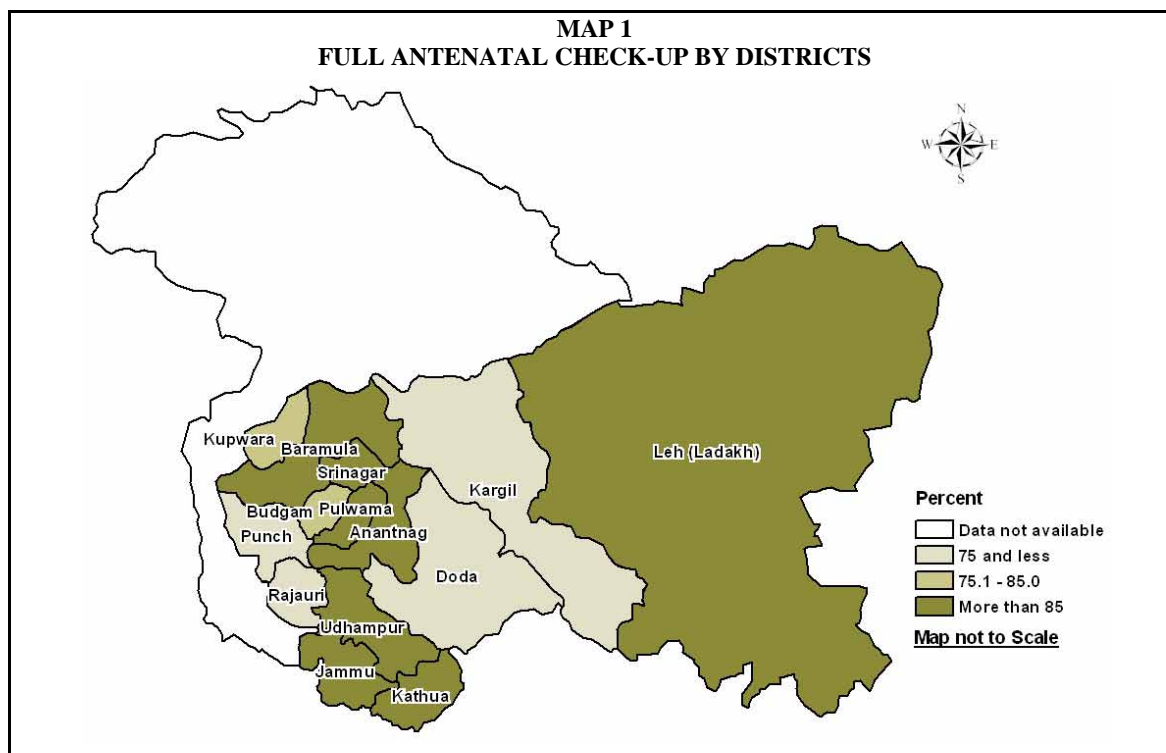 MAP 1
FULL ANTENATAL CHECK-UP BY DISTRICTS
N
W E
S
Kupwara
Baramula
Srinagar
Leh (Ladakh)
Kargil
Budgam
Pulwama
Punch
Anantnag
Doda
Rajauri
Udhampur
Jammu
Kathua
Percent
Data not available
75 and less
75.1 - 85.0
More than 85
Map not to Scale